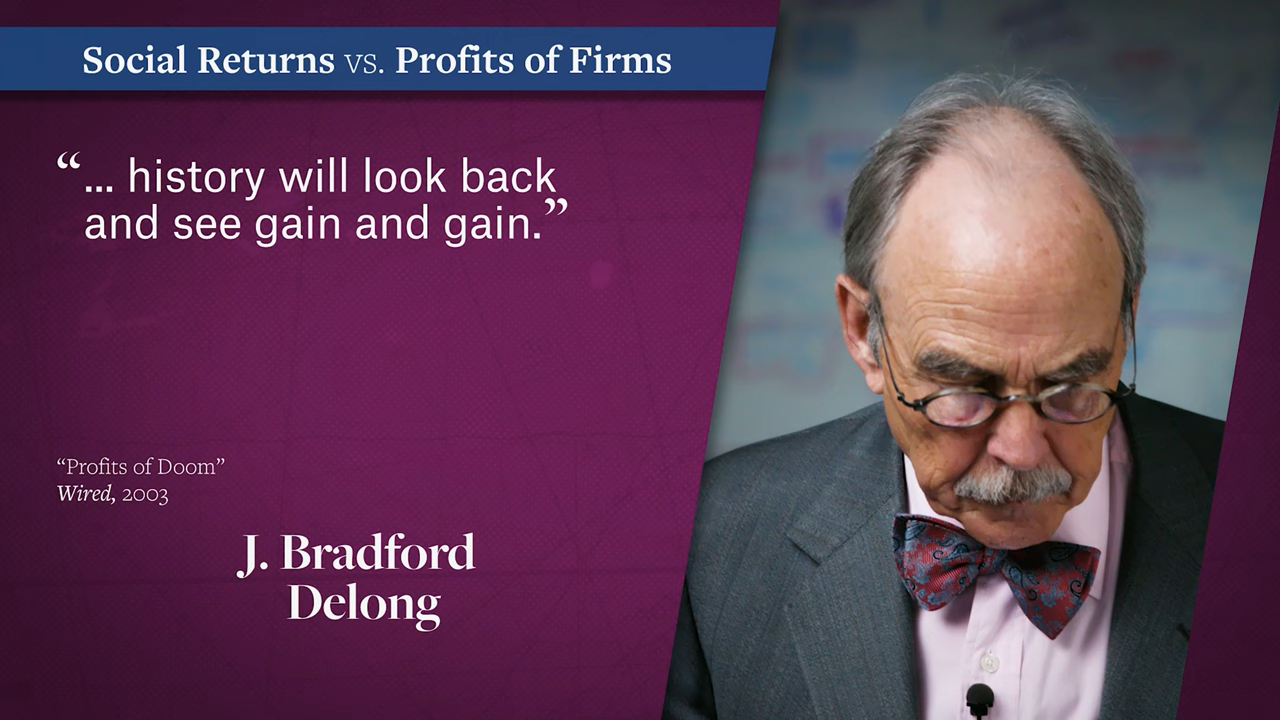 Social Returns vs. Profits of Firms
“... history will look back
and see gain and gain.”
“Profits of Doom”
Wired, 2003
J. Bradford
Delong